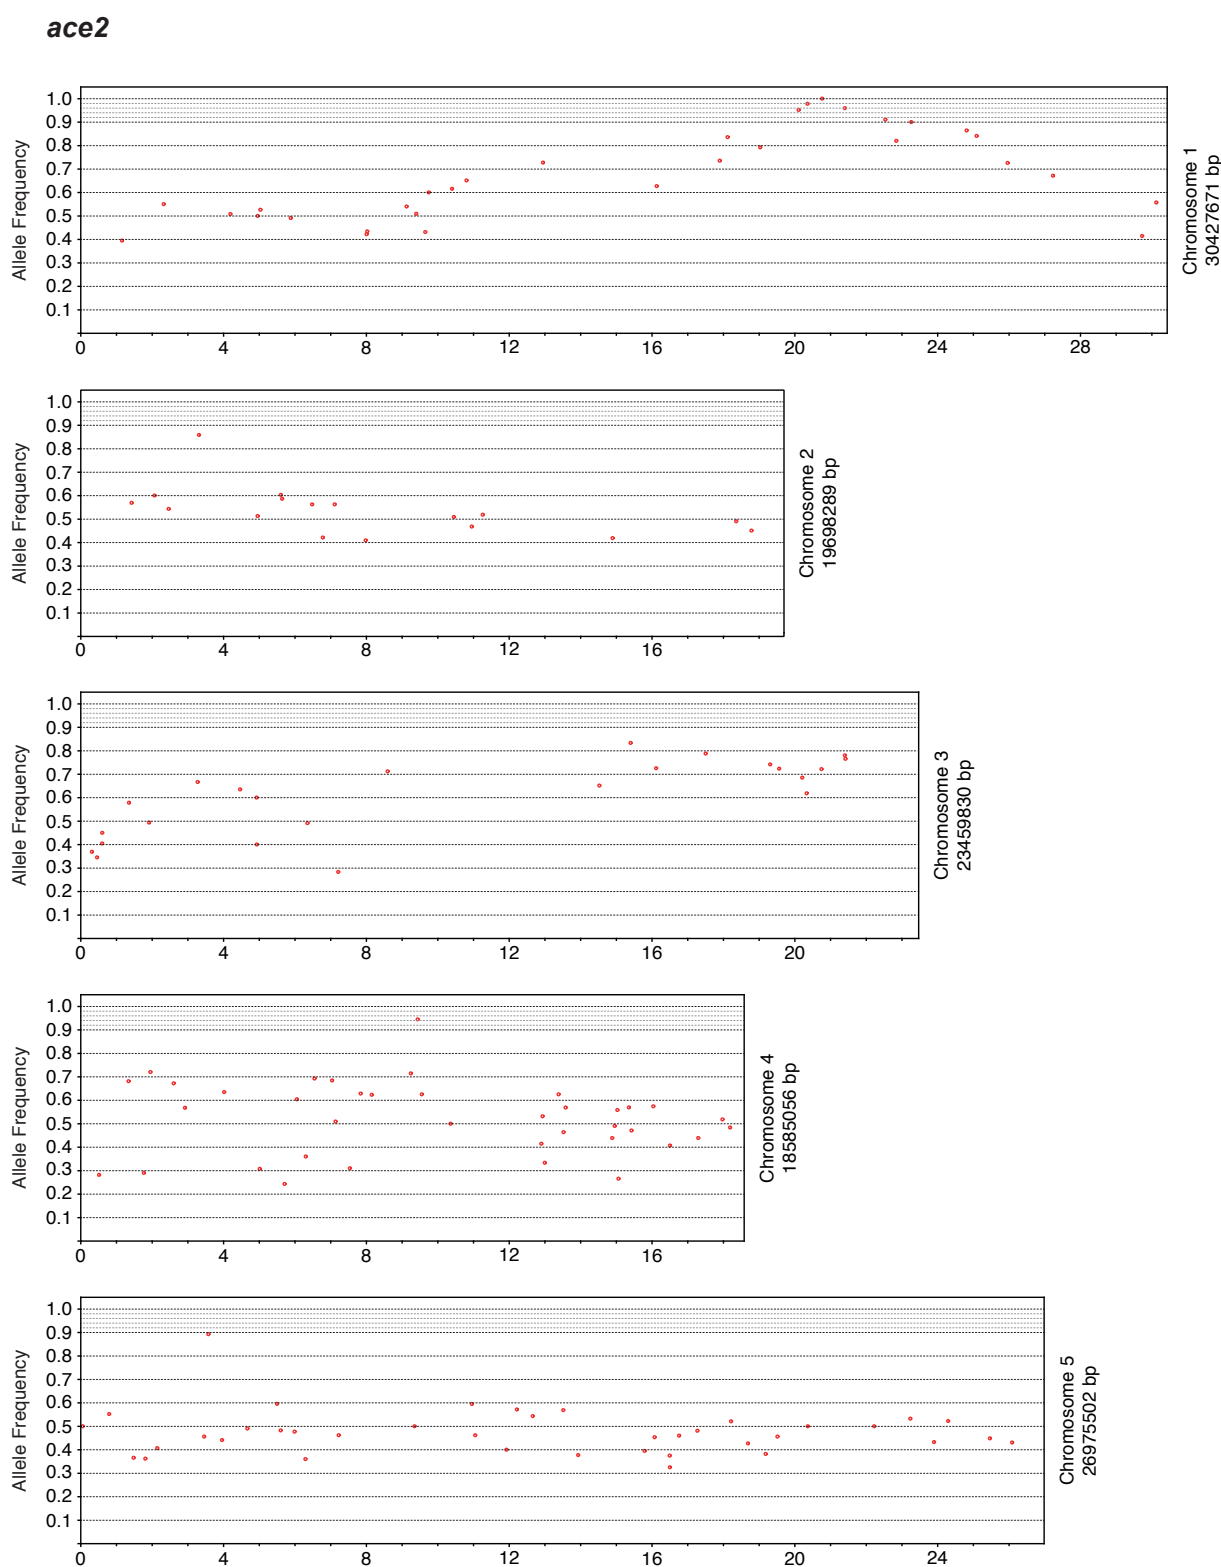 ace2
1.0
0.9
0.8
0.7
0.6
0.5
0.4
0.3
0.2
0.1
Allele Frequency
0 4 8 12 16 20 24 28
Chromosome 1
30427671 bp
1.0
0.9
0.8
0.7
0.6
0.5
0.4
0.3
0.2
0.1
Allele Frequency
0 4 8 12 16
Chromosome 2
19698289 bp
1.0
0.9
0.8
0.7
0.6
0.5
0.4
0.3
0.2
0.1
Allele Frequency
0 4 8 12 16 20
Chromosome 3
23459830 bp
1.0
0.9
0.8
0.7
0.6
0.5
0.4
0.3
0.2
0.1
Allele Frequency
0 4 8 12 16
Chromosome 4
18585056 bp
1.0
0.9
0.8
0.7
0.6
0.5
0.4
0.3
0.2
0.1
Allele Frequency
0 4 8 12 16 20 24
Chromosome 5
26975502 bp